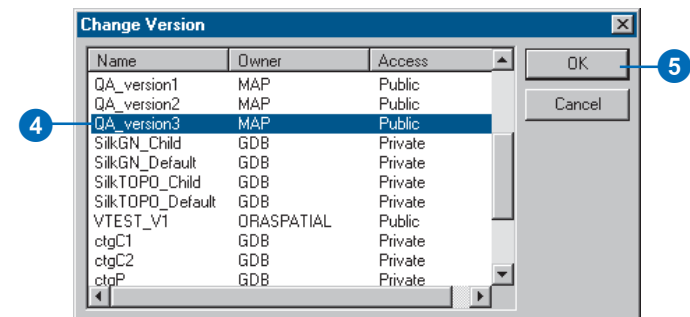 Change Version
Name Owner Access
OK
QA_version1 MAP Public
QA_version2 MAP Public
Cancel
QA_version3 MAP Public
SilkGN_Child GDB Private
SilkGN_Default GDB Private
SilkTOPO_Child GDB Private
SilkTOPO_Default GDB Private
VTEST_V1 ORASPATIAL Public
ctgC1 GDB Private
ctgC2 GDB Private
ctgP GDB Private
4
5